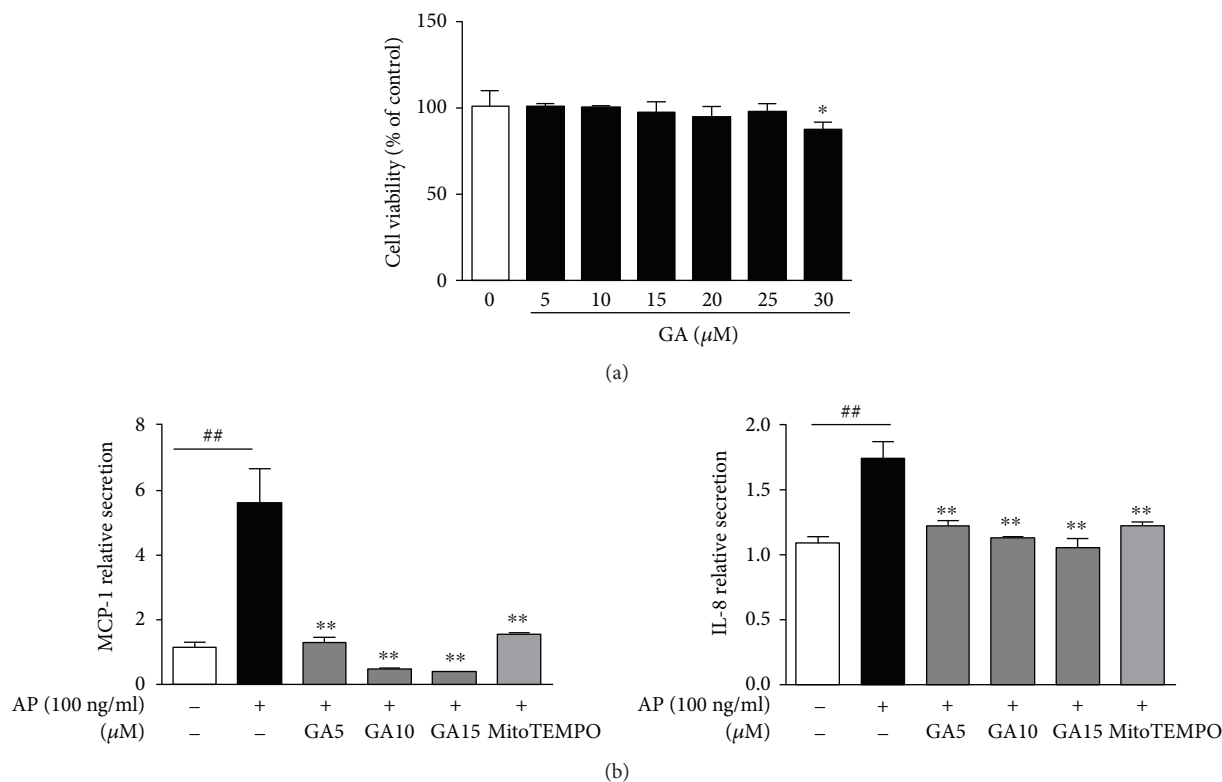 150
100
50
0
Cell viability (% of control)
*
0 5 10 15 20 25 30
GA (μM)
(a)
8
6
4
2
0
MCP-1 relative secretion
##
** ** ** **
AP (100 ng/ml) – + + + + +
(μM) – – GA5 GA10 GA15 MitoTEMPO
2.0
1.5
1.0
0.5
0.0
IL-8 relative secretion
##
** ** ** **
AP (100 ng/ml) – + + + + +
(μM) – – GA5 GA10 GA15 MitoTEMPO
(b)